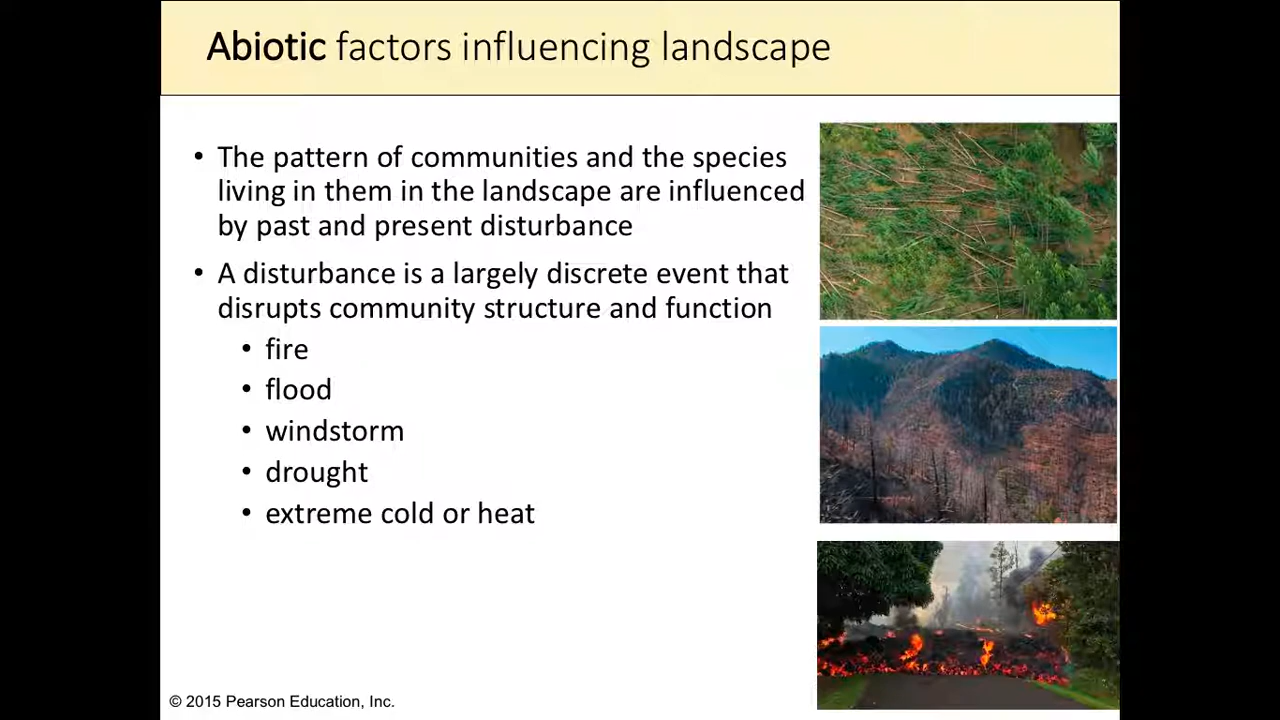 Abiotic factors influencing landscape
• The pattern of communities and the species
living in them in the landscape are influenced
by past and present disturbance
• A disturbance is a largely discrete event that
disrupts community structure and function
• fire
• flood
• windstorm
• drought
• extreme cold or heat
© 2015 Pearson Education, Inc.